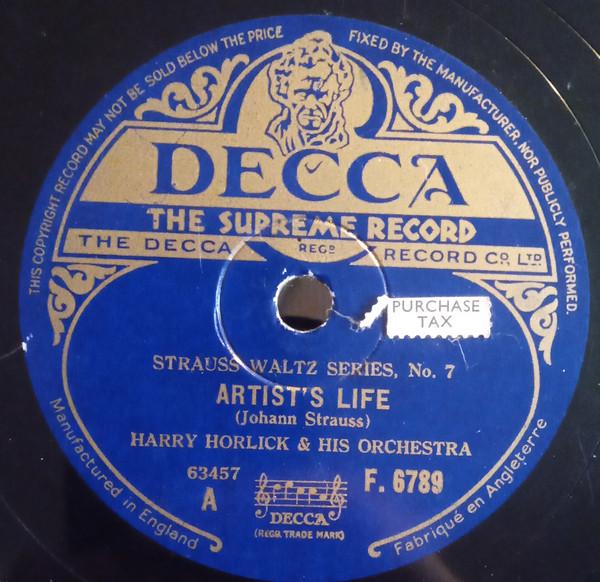 THIS COPYRIGHT RECORD MAY NOT BE SOLD BELOW THE PRICE FIXED BY THE MANUFACTURER, NOR PUBLICLY PERFORMED.
DECCA
THE SUPREME RECORD
THE DECCA REGD RECORD CO. LTD.
PURCHASE
TAX
STRAUSS WALTZ SERIES, No. 7
ARTIST'S LIFE
(Johann Strauss)
HARRY HORLICK & HIS ORCHESTRA
63457
A
F. 6789
DECCA
(REGD. TRADE MARK)
Manufactured in England
Fabriqué en Angleterre